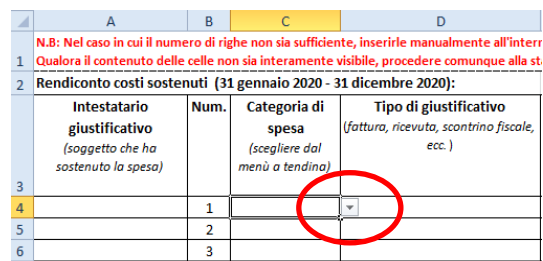 A B C D
1 N.B: Nel caso in cui il numero di righe non sia sufficiente, inserirle manualmente all'inter
Qualora il contenuto delle celle non sia interamente visibile, procedere comunque alla sta
2 Rendiconto costi sostenuti (31 gennaio 2020 - 31 dicembre 2020):
3 Intestatario giustificativo (soggetto che ha sostenuto la spesa)
Num.
Categoria di spesa (scegliere dal menù a tendina)
Tipo di giustificativo (fattura, ricevuta, scontrino fiscale, ecc.)
4 1
5 2
6 3